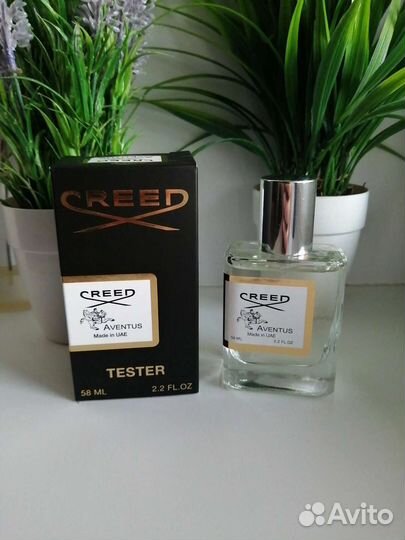 CREED
CREED
AVENTUS
Made in UAE
TESTER
58 ML 2.2 FL.OZ
CREED
AVENTUS
Made in UAE
58 ML 2.2 FL.OZ
Avito